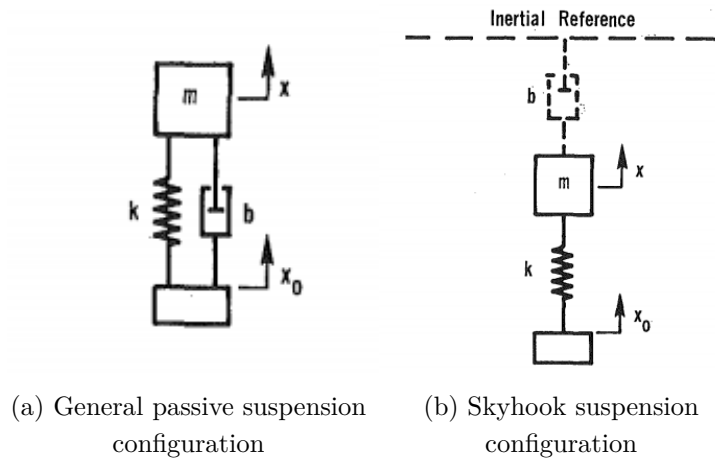 Inertial Reference
b
m
x
k
x₀
m
x
k
b
x₀
(a) General passive suspension
configuration
(b) Skyhook suspension
configuration